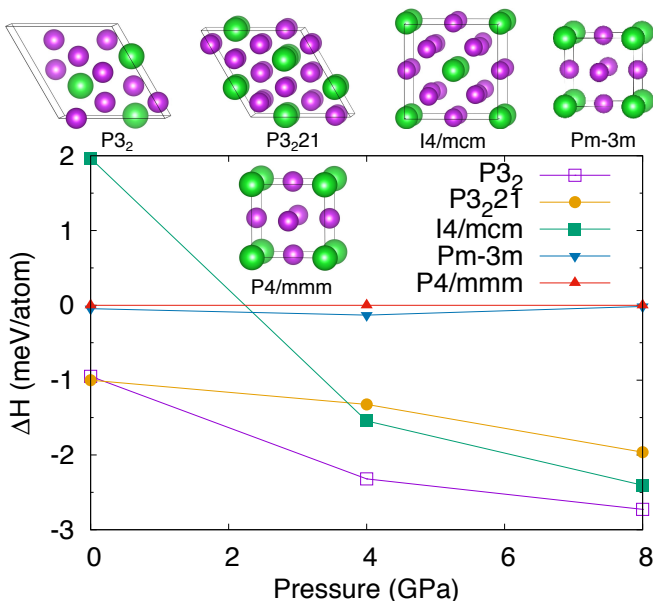 P3₂ P3₂21 I4/mcm Pm-3m
P4/mmm
P3₂
P3₂21
I4/mcm
Pm-3m
P4/mmm
2
1
0
-1
-2
-3
ΔH (meV/atom)
0 2 4 6 8
Pressure (GPa)